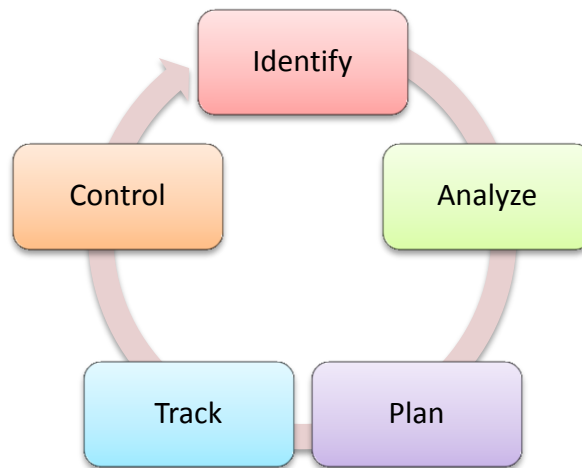 Identify
Analyze
Plan
Track
Control